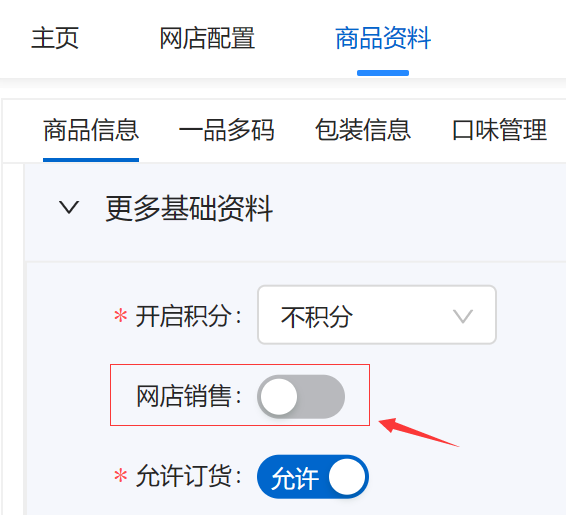 主页 网店配置 商品资料
商品信息 一品多码 包装信息 口味管理
更多基础资料
* 开启积分: 不积分
网店销售:
* 允许订货: 允许